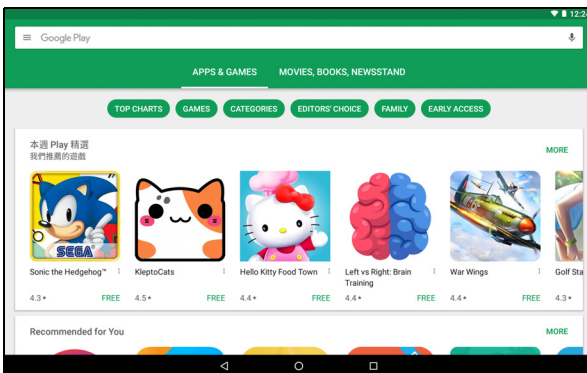 12:24
Google Play
APPS & GAMES MOVIES, BOOKS, NEWSSTAND
TOP CHARTS GAMES CATEGORIES EDITORS' CHOICE FAMILY EARLY ACCESS
本週 Play 精選
我們推薦的遊戲
MORE
SEGA
Sonic the Hedgehog™ KleptoCats Hello Kitty Food Town Left vs Right: Brain Training War Wings Golf Sta
4.3★ FREE 4.5★ FREE 4.4★ FREE 4.4★ FREE 4.4★ FREE 4.3★
Recommended for You
MORE